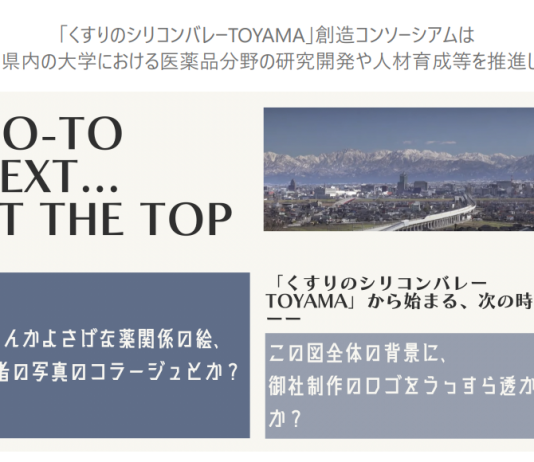 「くすりのシリコンバレーTOYAMA」創造コンソーシアムは
県内の大学における医薬品分野の研究開発や人材育成等を推進し
O-TO
EXT...
T THE TOP
「くすりのシリコンバレー
TOYAMA」から始まる、次の時
ーー
んかよさげな薬関係の絵、
者の写真のコラージュとか？
この図全体の背景に、
御社制作のロゴをうっすら透か
か？